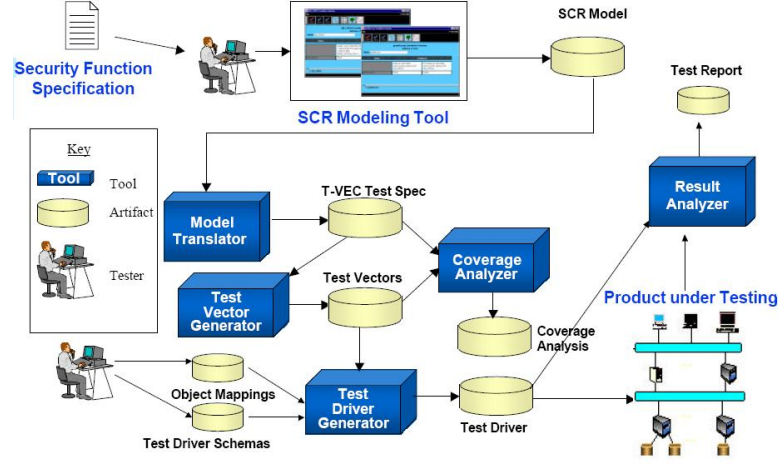 SCR Model
Security Function
Specification
Test Report
SCR Modeling Tool
Key
Tool
Tool
Artifact
Tester
T-VEC Test Spec
Result
Analyzer
Model
Translator
Coverage
Analyzer
Test Vectors
Test
Vector
Generator
Product under Testing
Coverage
Analysis
Object Mappings
Test
Driver
Generator
Test Driver
Test Driver Schemas